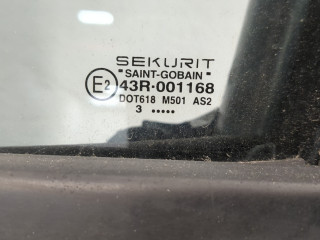 SEKURIT
"SAINT-GOBAIN"
E2 43R-001168
DOT618 M501 AS2
3 •••••